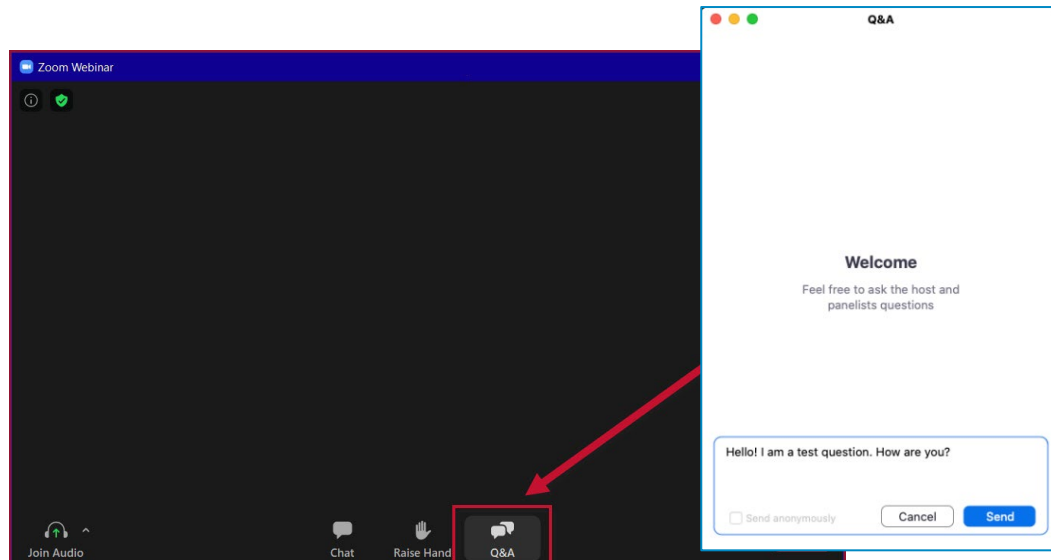 Q&A
Zoom Webinar
Welcome
Feel free to ask the host and
panelists questions
Hello! I am a test question. How are you?
Send anonymously
Cancel
Send
Join Audio
Chat
Raise Hand
Q&A